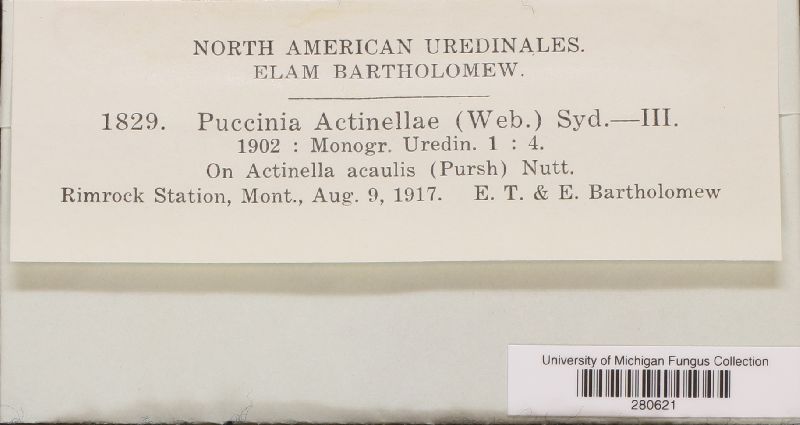 NORTH AMERICAN UREDINALES.
ELAM BARTHOLOMEW.
1829. Puccinia Actinellae (Web.) Syd.—III.
1902 : Monogr. Uredin. 1 : 4.
On Actinella acaulis (Pursh) Nutt.
Rimrock Station, Mont., Aug. 9, 1917. E. T. & E. Bartholomew
University of Michigan Fungus Collection
280621